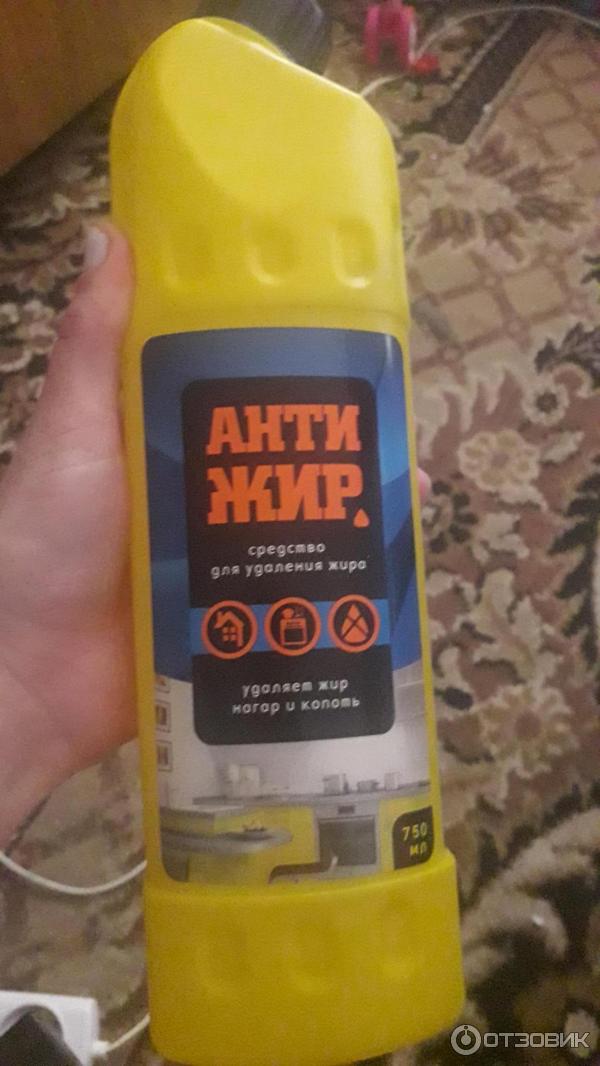 АНТИ
ЖИР
средство
для удаления жира
удаляет жир
нагар и копоть
750
мл
ОТЗОВИК